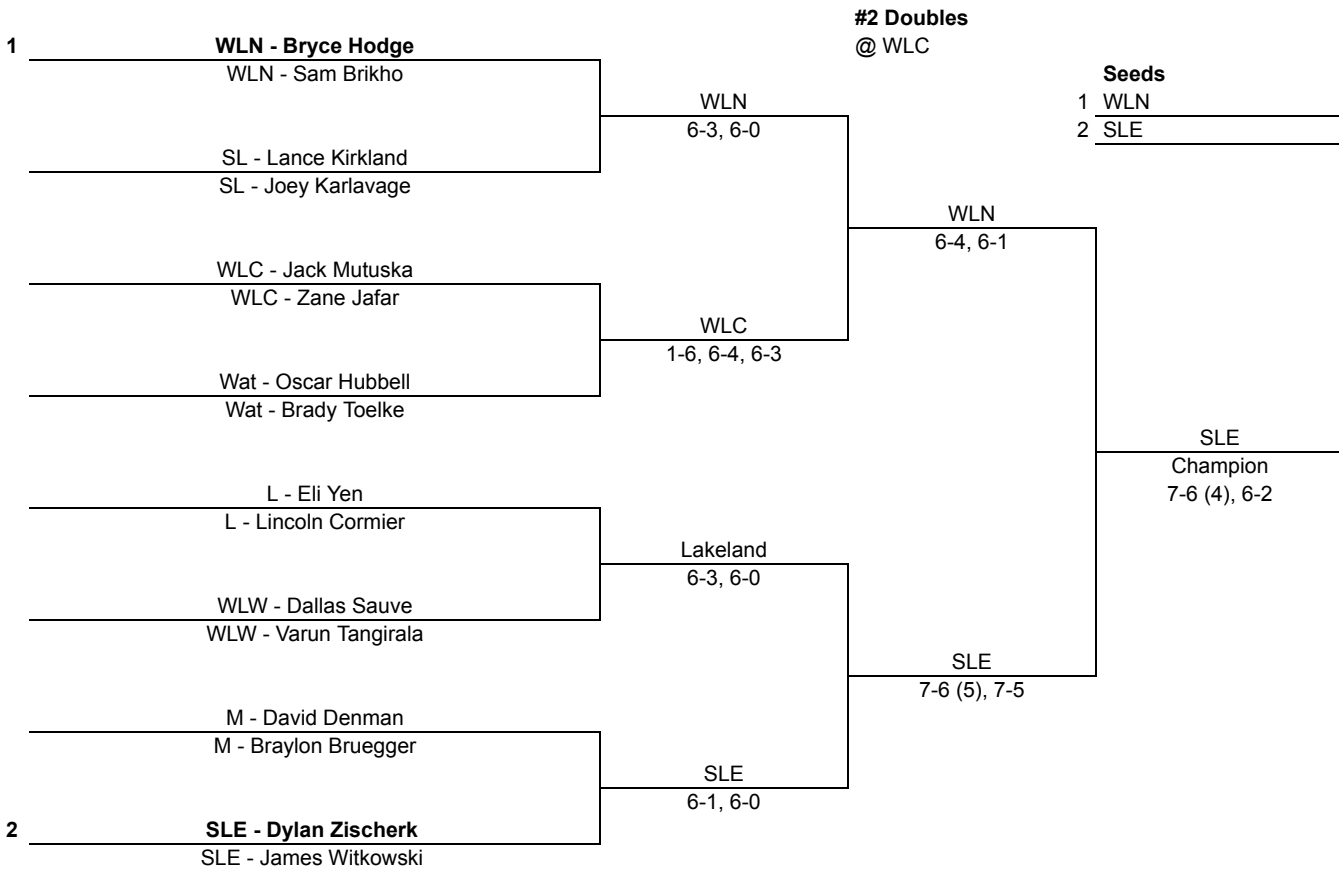 #2 Doubles
1 WLN - Bryce Hodge @ WLC
WLN - Sam Brikho Seeds
WLN 1 WLN
6-3, 6-0 2 SLE
SL - Lance Kirkland
SL - Joey Karlavage
WLN
6-4, 6-1
WLC - Jack Mutuska
WLC - Zane Jafar
WLC
1-6, 6-4, 6-3
Wat - Oscar Hubbell
Wat - Brady Toelke
SLE
Champion
7-6 (4), 6-2
L - Eli Yen
L - Lincoln Cormier
Lakeland
6-3, 6-0
WLW - Dallas Sauve
WLW - Varun Tangirala
SLE
7-6 (5), 7-5
M - David Denman
M - Braylon Bruegger
SLE
6-1, 6-0
2 SLE - Dylan Zischerk
SLE - James Witkowski